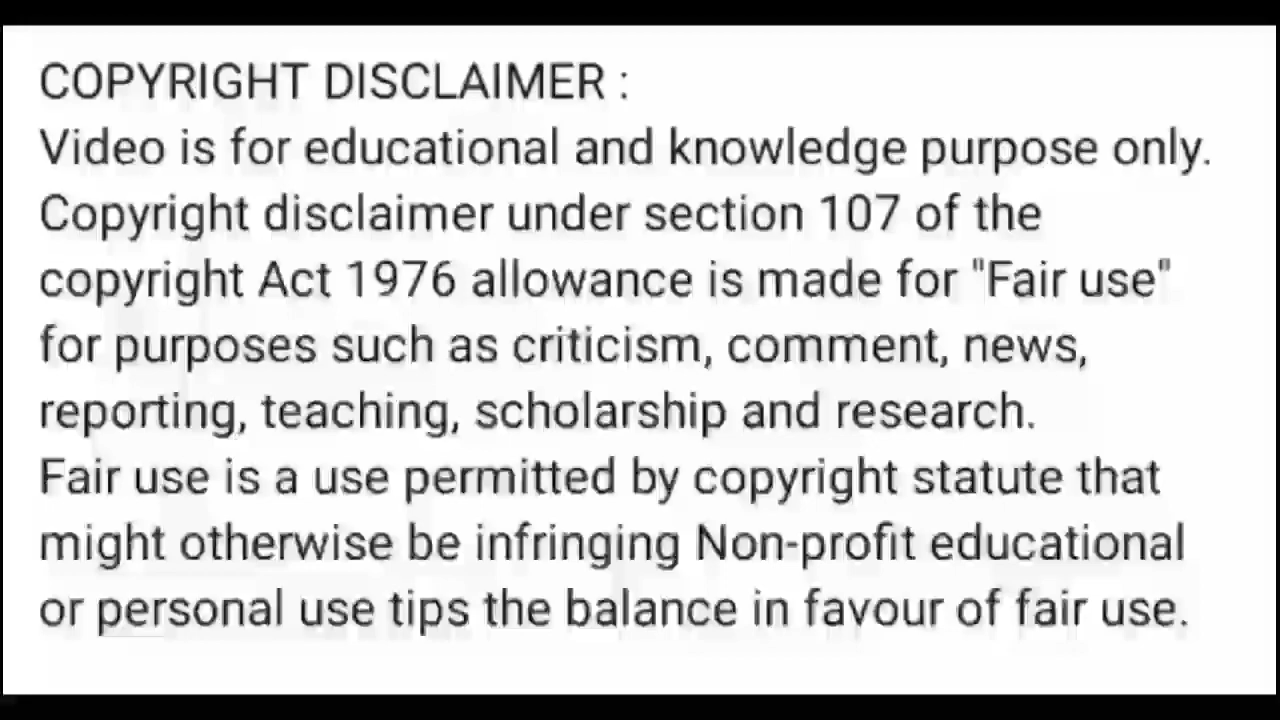 COPYRIGHT DISCLAIMER :
Video is for educational and knowledge purpose only.
Copyright disclaimer under section 107 of the
copyright Act 1976 allowance is made for "Fair use"
for purposes such as criticism, comment, news,
reporting, teaching, scholarship and research.
Fair use is a use permitted by copyright statute that
might otherwise be infringing Non-profit educational
or personal use tips the balance in favour of fair use.